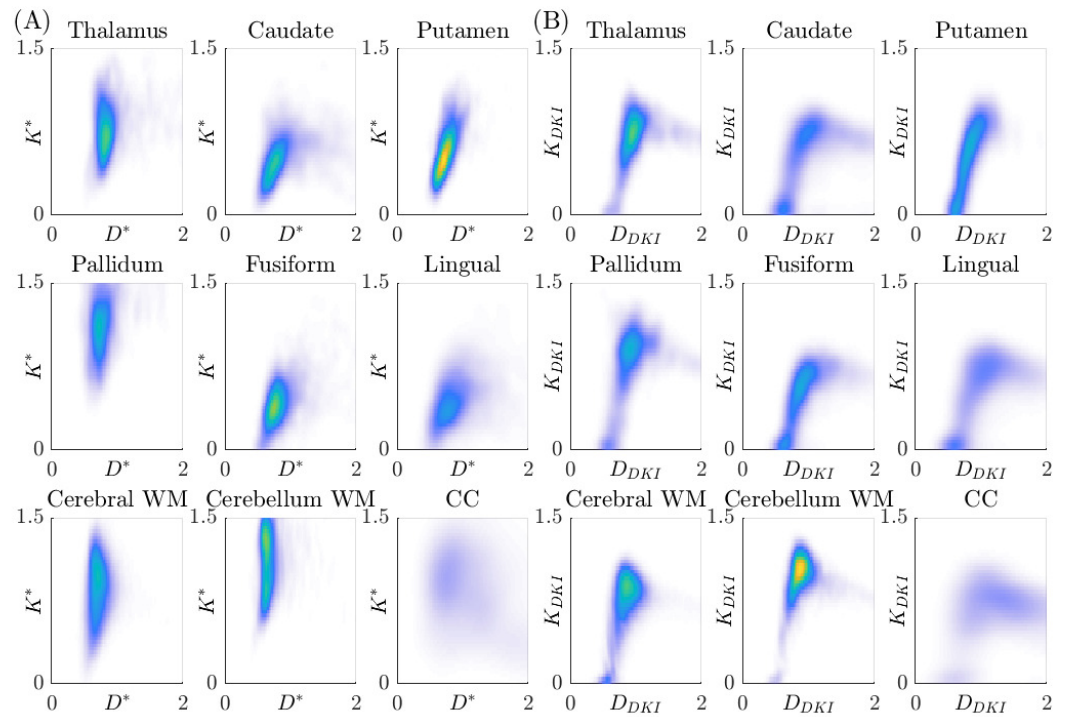 (A) Thalamus Caudate Putamen (B) Thalamus Caudate Putamen
1.5 1.5 1.5 1.5 1.5 1.5
K* K* K* K_DKI K_DKI K_DKI
0 0 0 0 0 0
0 D* 2 0 D* 2 0 D* 2 0 D_DKI 2 0 D_DKI 2 0 D_DKI 2
Pallidum Fusiform Lingual Pallidum Fusiform Lingual
1.5 1.5 1.5 1.5 1.5 1.5
K* K* K* K_DKI K_DKI K_DKI
0 0 0 0 0 0
0 D* 2 0 D* 2 0 D* 2 0 D_DKI 2 0 D_DKI 2 0 D_DKI 2
Cerebral WM Cerebellum WM CC Cerebral WM Cerebellum WM CC
1.5 1.5 1.5 1.5 1.5 1.5
K* K* K* K_DKI K_DKI K_DKI
0 0 0 0 0 0
0 D* 2 0 D* 2 0 D* 2 0 D_DKI 2 0 D_DKI 2 0 D_DKI 2